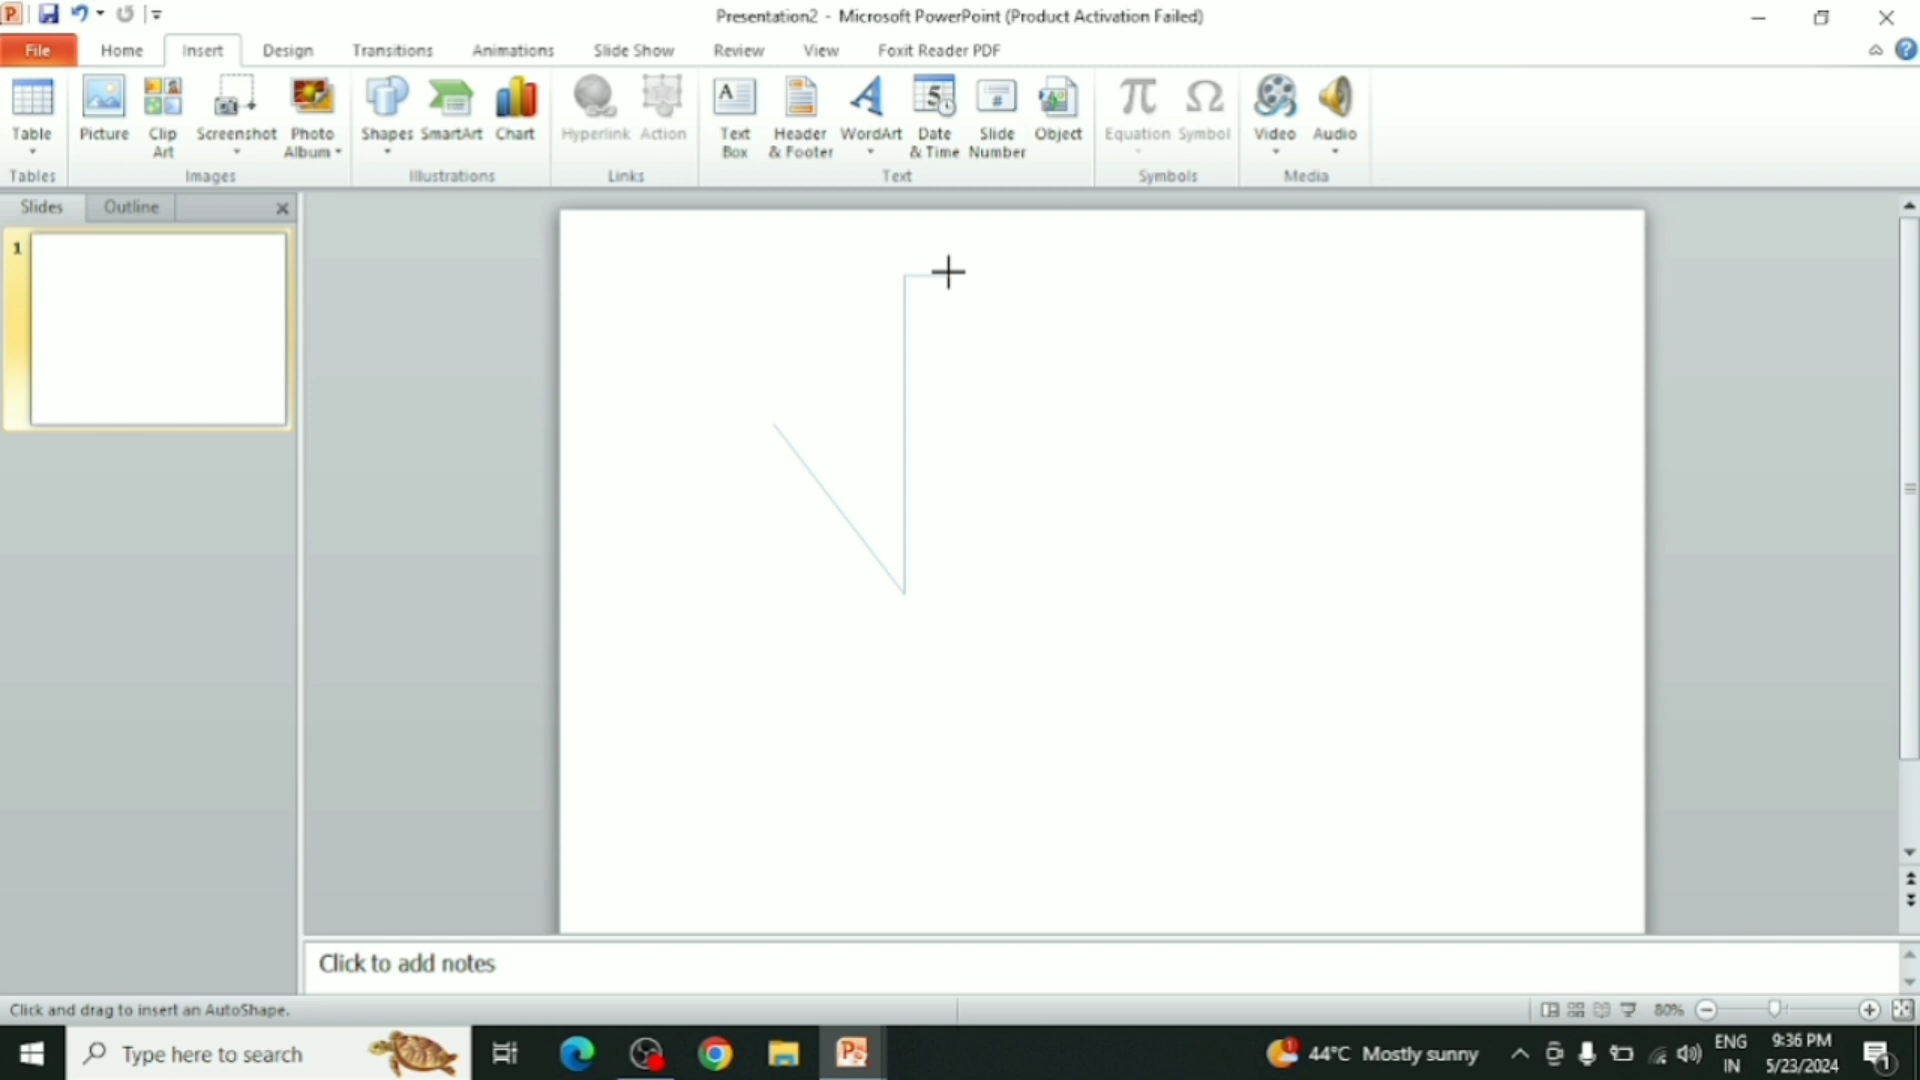 Presentation2 - Microsoft PowerPoint (Product Activation Failed)
File Home Insert Design Transitions Animations Slide Show Review View Foxit Reader PDF
Table Picture Clip Art Screenshot Photo Album Shapes SmartArt Chart Hyperlink Action Text Box Header & Footer WordArt Date & Time Slide Number Object Equation Symbol Video Audio
Tables Images Illustrations Links Text Symbols Media
Slides Outline
1
Click to add notes
Click and drag to insert an AutoShape. 80%
Type here to search 44°C Mostly sunny ENG IN 9:36 PM 5/23/2024 1